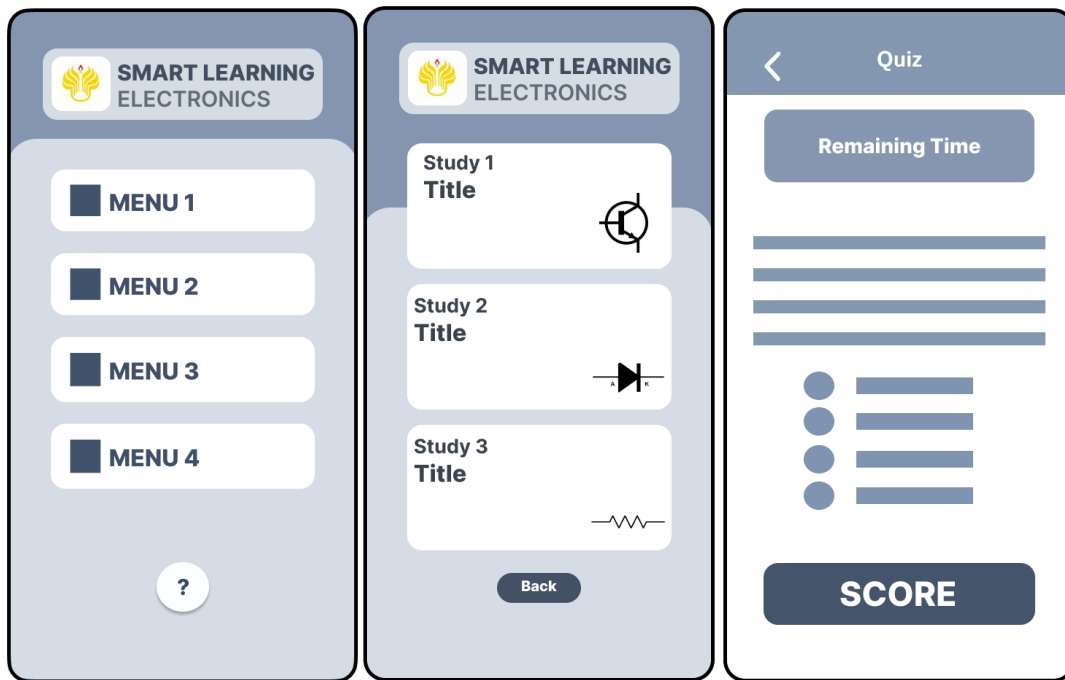 SMART LEARNING
ELECTRONICS
MENU 1
MENU 2
MENU 3
MENU 4
?
SMART LEARNING
ELECTRONICS
Study 1
Title
Study 2
Title
A K
Study 3
Title
Back
Quiz
Remaining Time
SCORE